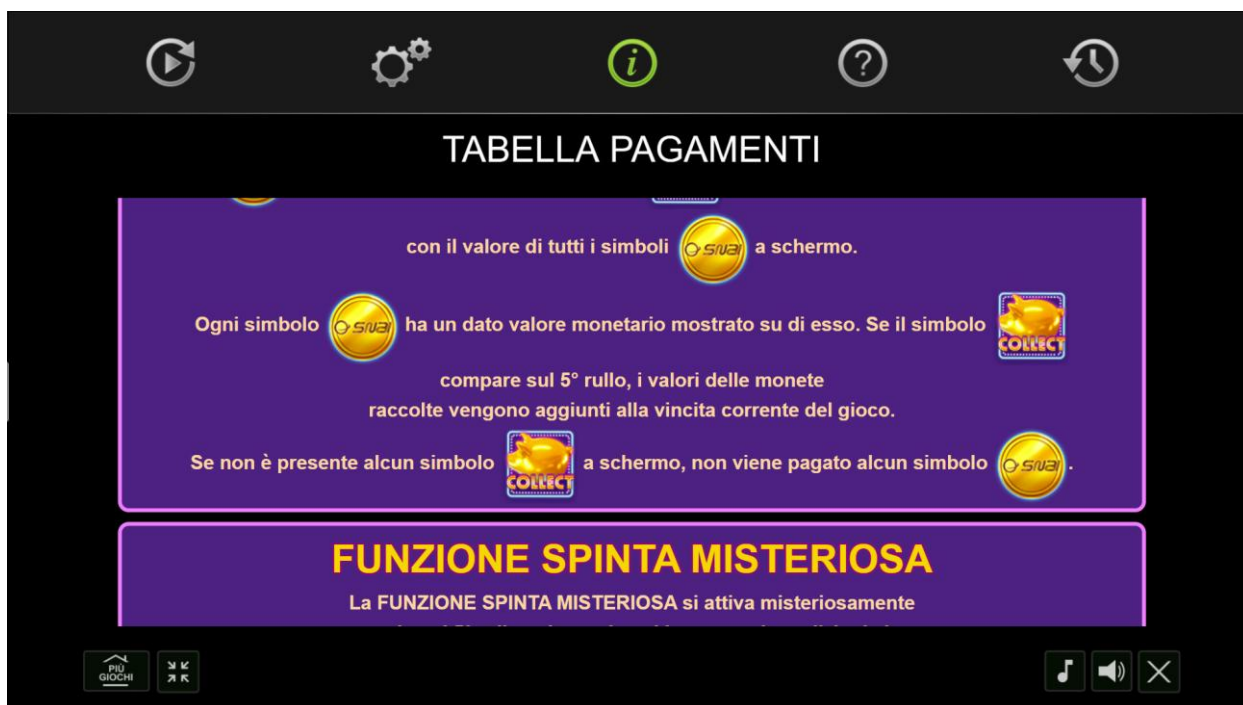 TABELLA PAGAMENTI
con il valore di tutti i simboli SNAI a schermo.
Ogni simbolo SNAI ha un dato valore monetario mostrato su di esso. Se il simbolo COLLECT
compare sul 5° rullo, i valori delle monete
raccolte vengono aggiunti alla vincita corrente del gioco.
Se non è presente alcun simbolo COLLECT a schermo, non viene pagato alcun simbolo SNAI.
FUNZIONE SPINTA MISTERIOSA
La FUNZIONE SPINTA MISTERIOSA si attiva misteriosamente
PIÙ
GIOCHI